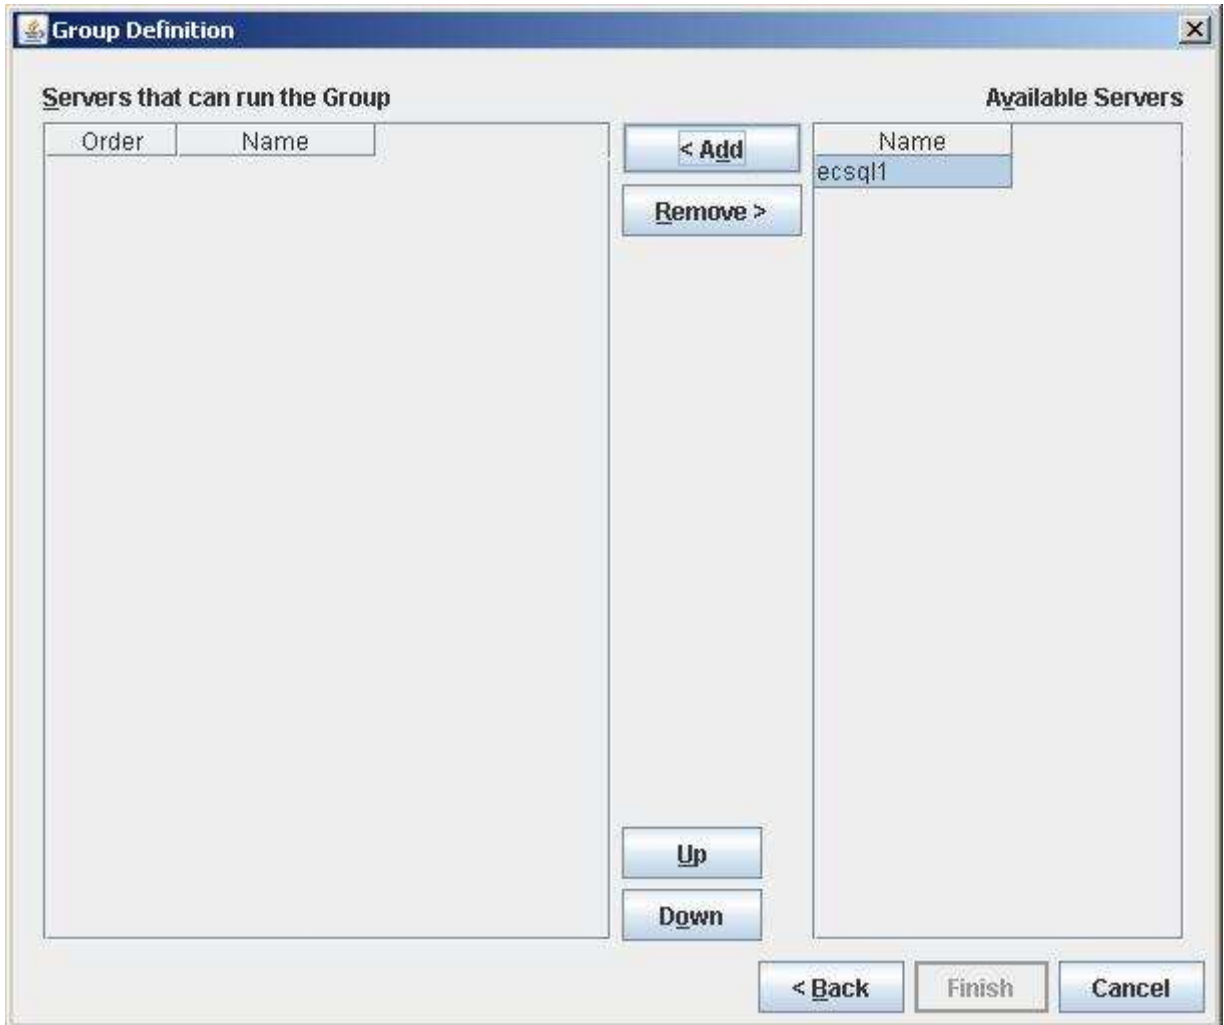 Group Definition
Servers that can run the Group
Available Servers
Order Name
< Add
Name
ecsql1
Remove >
Up
Down
< Back Finish Cancel